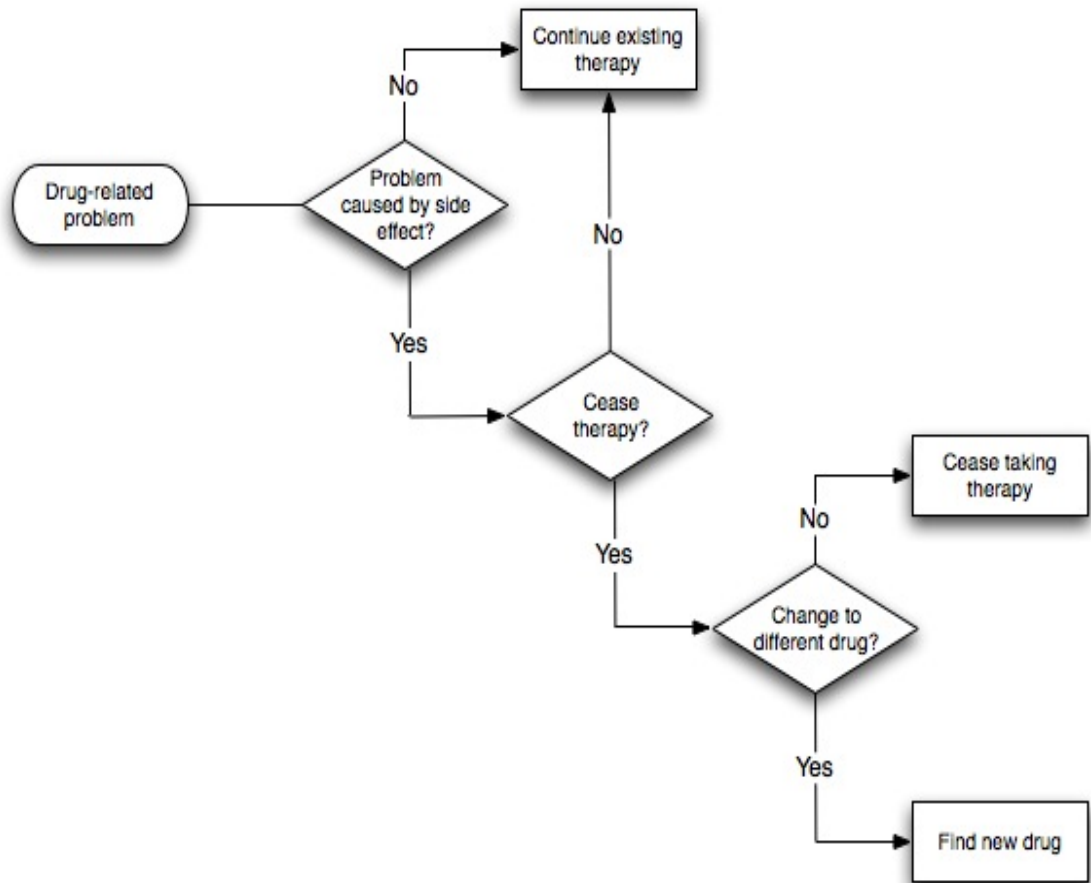 Continue existing
therapy
No
Drug-related
problem
Problem
caused by side
effect?
No
Yes
Cease
therapy?
Cease taking
therapy
No
Yes
Change to
different drug?
Yes
Find new drug